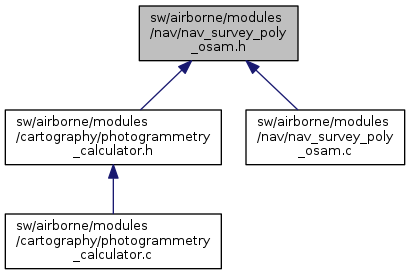 sw/airborne/modules
/nav/nav_survey_poly
_osam.h
sw/airborne/modules
/cartography/photogrammetry
_calculator.h
sw/airborne/modules
/nav/nav_survey_poly
_osam.c
sw/airborne/modules
/cartography/photogrammetry
_calculator.c